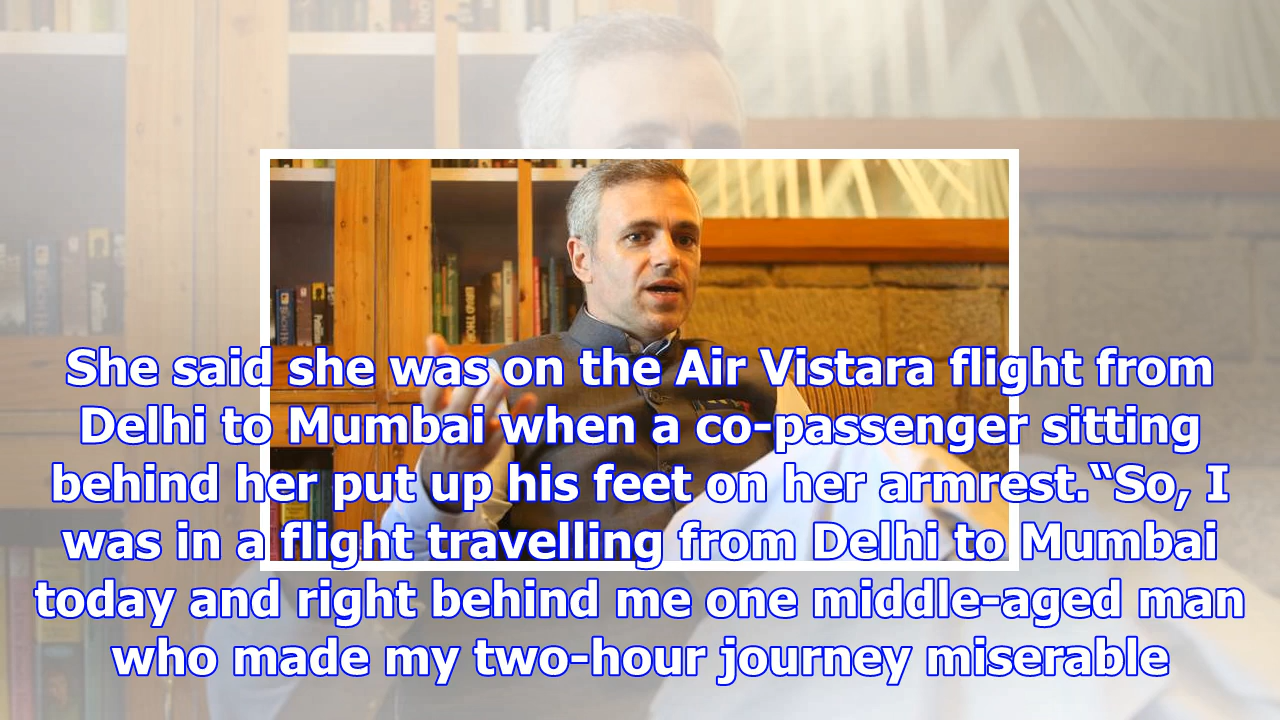 She said she was on the Air Vistara flight from
Delhi to Mumbai when a co-passenger sitting
behind her put up his feet on her armrest.“So, I
was in a flight travelling from Delhi to Mumbai
today and right behind me one middle-aged man
who made my two-hour journey miserable